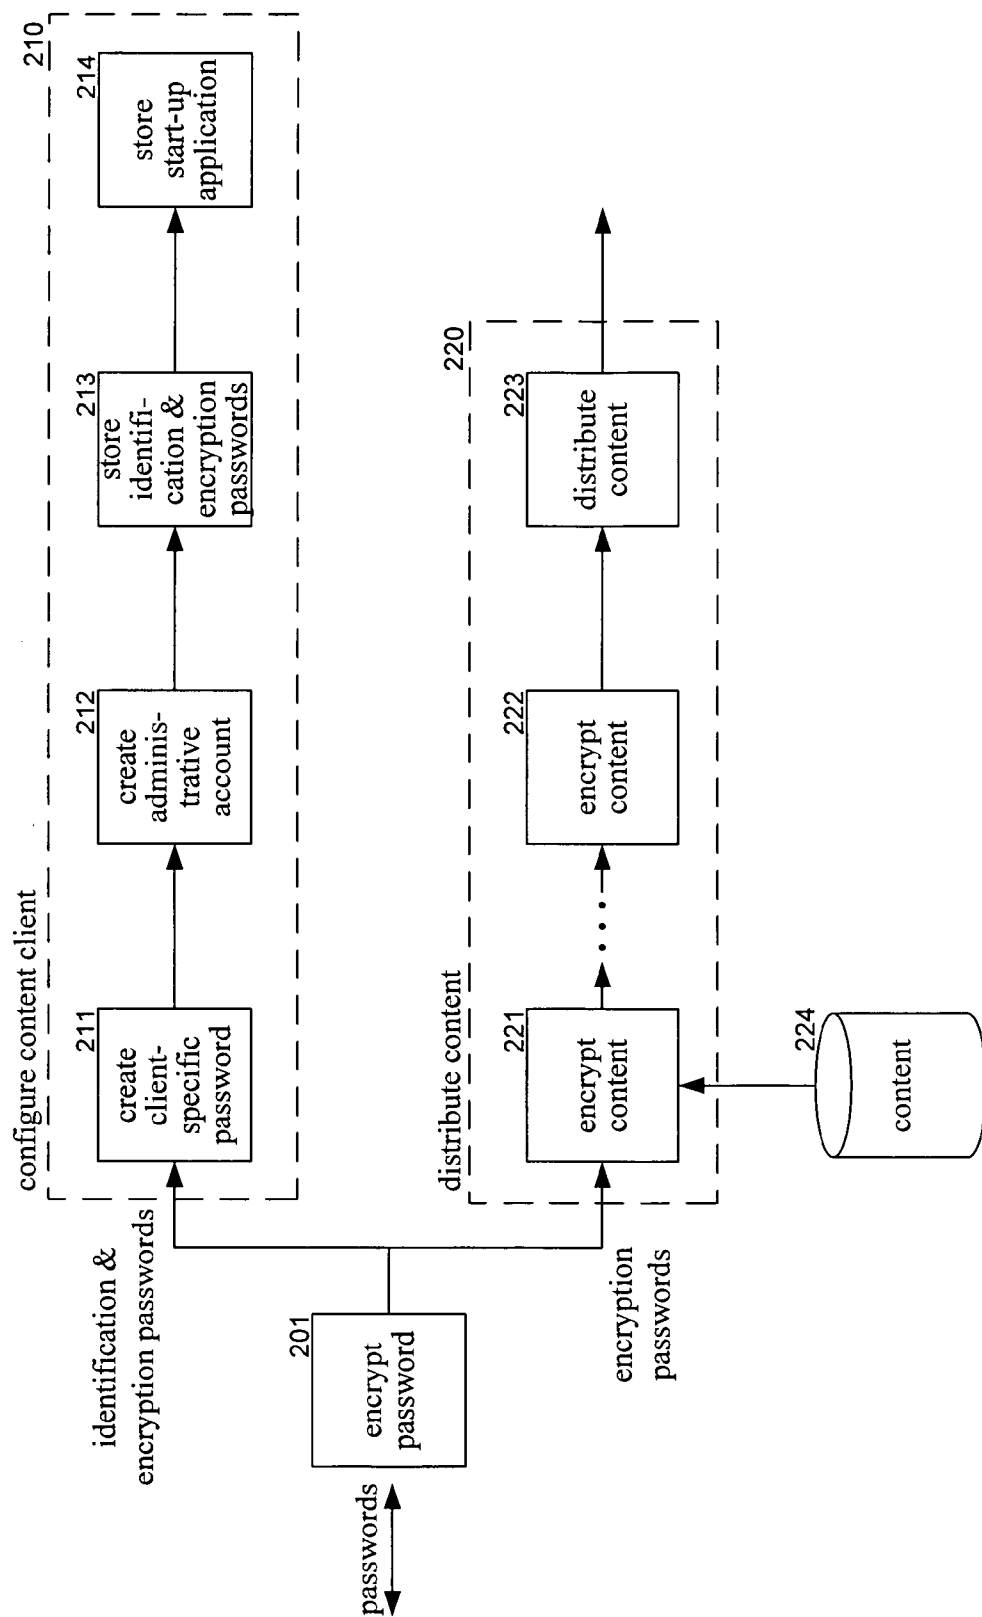 configure content client
210
211
create
client-
specific
password
212
create
adminis-
trative
account
213
store
identifi-
cation &
encryption
passwords
214
store
start-up
application
identification &
encryption passwords
passwords
201
encrypt
password
encryption
passwords
distribute content
220
221
encrypt
content
222
encrypt
content
223
distribute
content
224
content